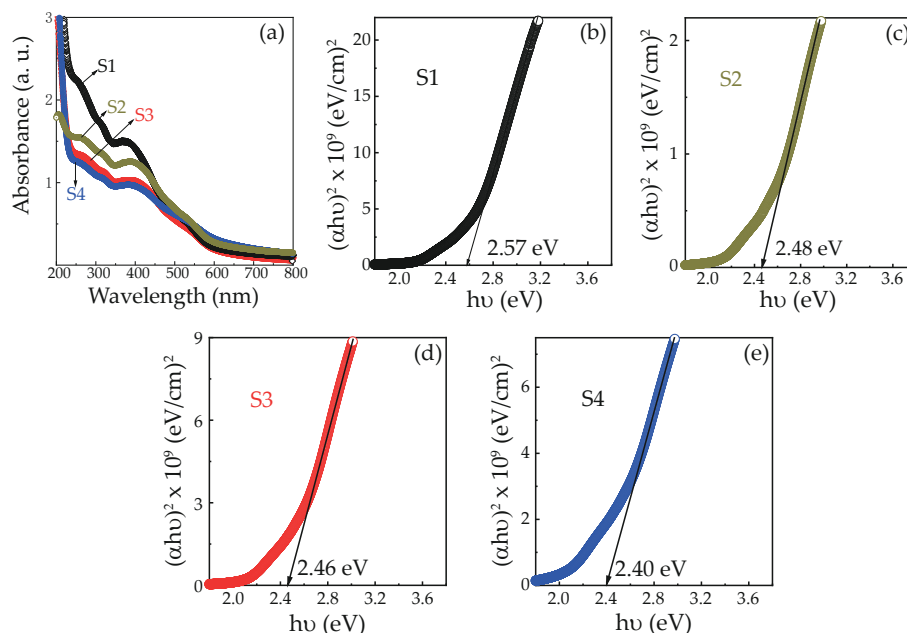 (a)
Absorbance (a. u.)
3
2
1
S1
S2
S3
S4
200 300 400 500 600 700 800
Wavelength (nm)
(b)
(αhυ)² x 10⁹ (eV/cm)²
20
15
10
5
0
S1
2.57 eV
2.0 2.4 2.8 3.2 3.6
hυ (eV)
(c)
(αhυ)² x 10⁹ (eV/cm)²
2
1
0
S2
2.48 eV
2.0 2.4 2.8 3.2 3.6
hυ (eV)
(d)
(αhυ)² x 10⁹ (eV/cm)²
9
6
3
0
S3
2.46 eV
2.0 2.4 2.8 3.2 3.6
hυ (eV)
(e)
(αhυ)² x 10⁹ (eV/cm)²
6
4
2
0
S4
2.40 eV
2.0 2.4 2.8 3.2 3.6
hυ (eV)